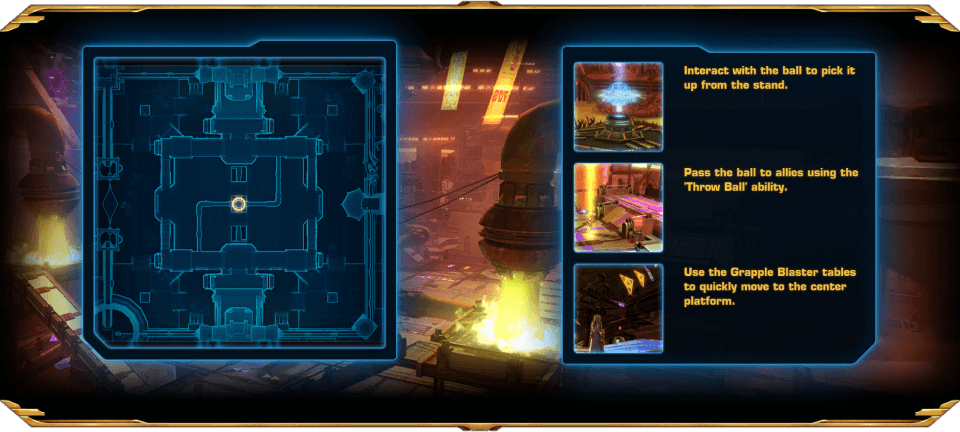 Interact with the ball to pick it
up from the stand.
Pass the ball to allies using the
'Throw Ball' ability.
Use the Grapple Blaster tables
to quickly move to the center
platform.